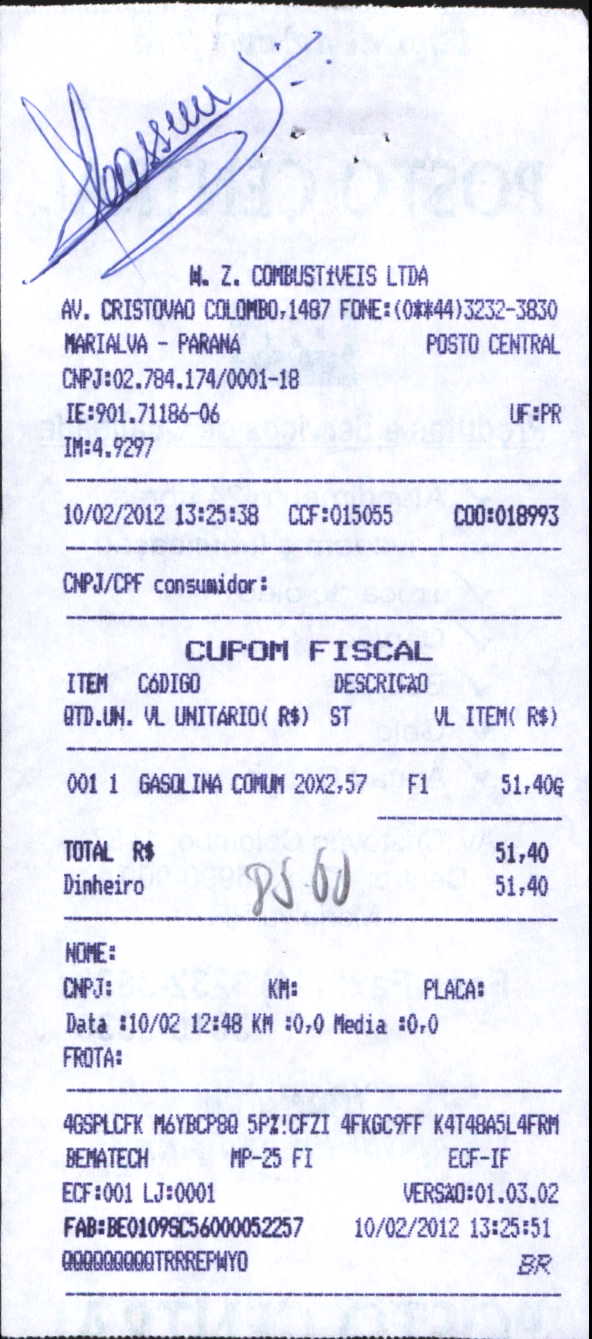 W. Z. COMBUSTíVEIS LTDA
AV. CRISTOVAO COLOMBO,1487 FONE:(0**44)3232-3830
MARIALVA - PARANÁ POSTO CENTRAL
CNPJ:02.784.174/0001-18
IE:901.71186-06 UF:PR
IM:4.9297
10/02/2012 13:25:38 CCF:015055 COO:018993
CNPJ/CPF consumidor:
CUPOM FISCAL
ITEM CÓDIGO DESCRIÇÃO
QTD.UN. VL UNITÁRIO( R$) ST VL ITEM( R$)
001 1 GASOLINA COMUM 20X2,57 F1 51,40G
TOTAL R$ 51,40
Dinheiro 51,40
NOME:
CNPJ: KM: PLACA:
Data :10/02 12:48 KM :0,0 Media :0,0
FROTA:
4GSPLCFK M6YBCP8Q 5PZ!CFZI 4FKGC9FF K4T48A5L4FRM
BEMATECH MP-25 FI ECF-IF
ECF:001 LJ:0001 VERSÃO:01.03.02
FAB:BE0109SC56000052257 10/02/2012 13:25:51
QQQQQQQQQTRRREPWYO BR